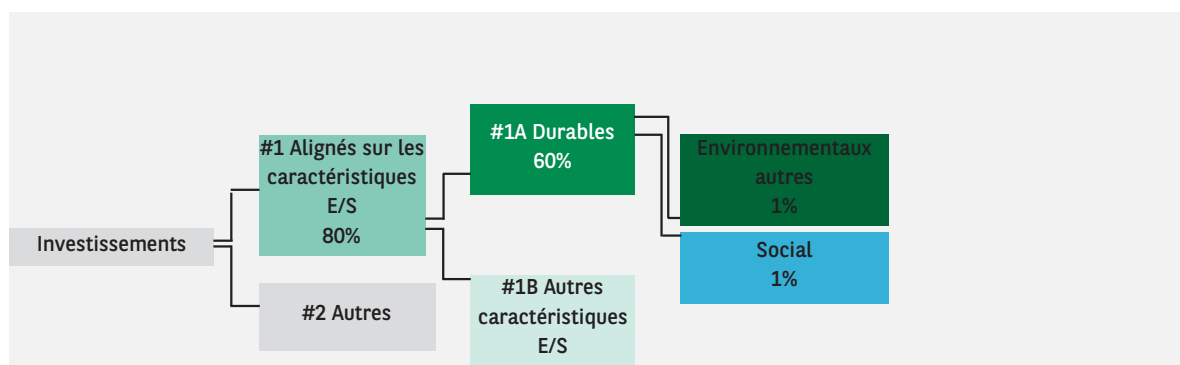 Investissements
#1 Alignés sur les
caractéristiques
E/S
80%
#2 Autres
#1A Durables
60%
#1B Autres
caractéristiques
E/S
Environnementaux
autres
1%
Social
1%